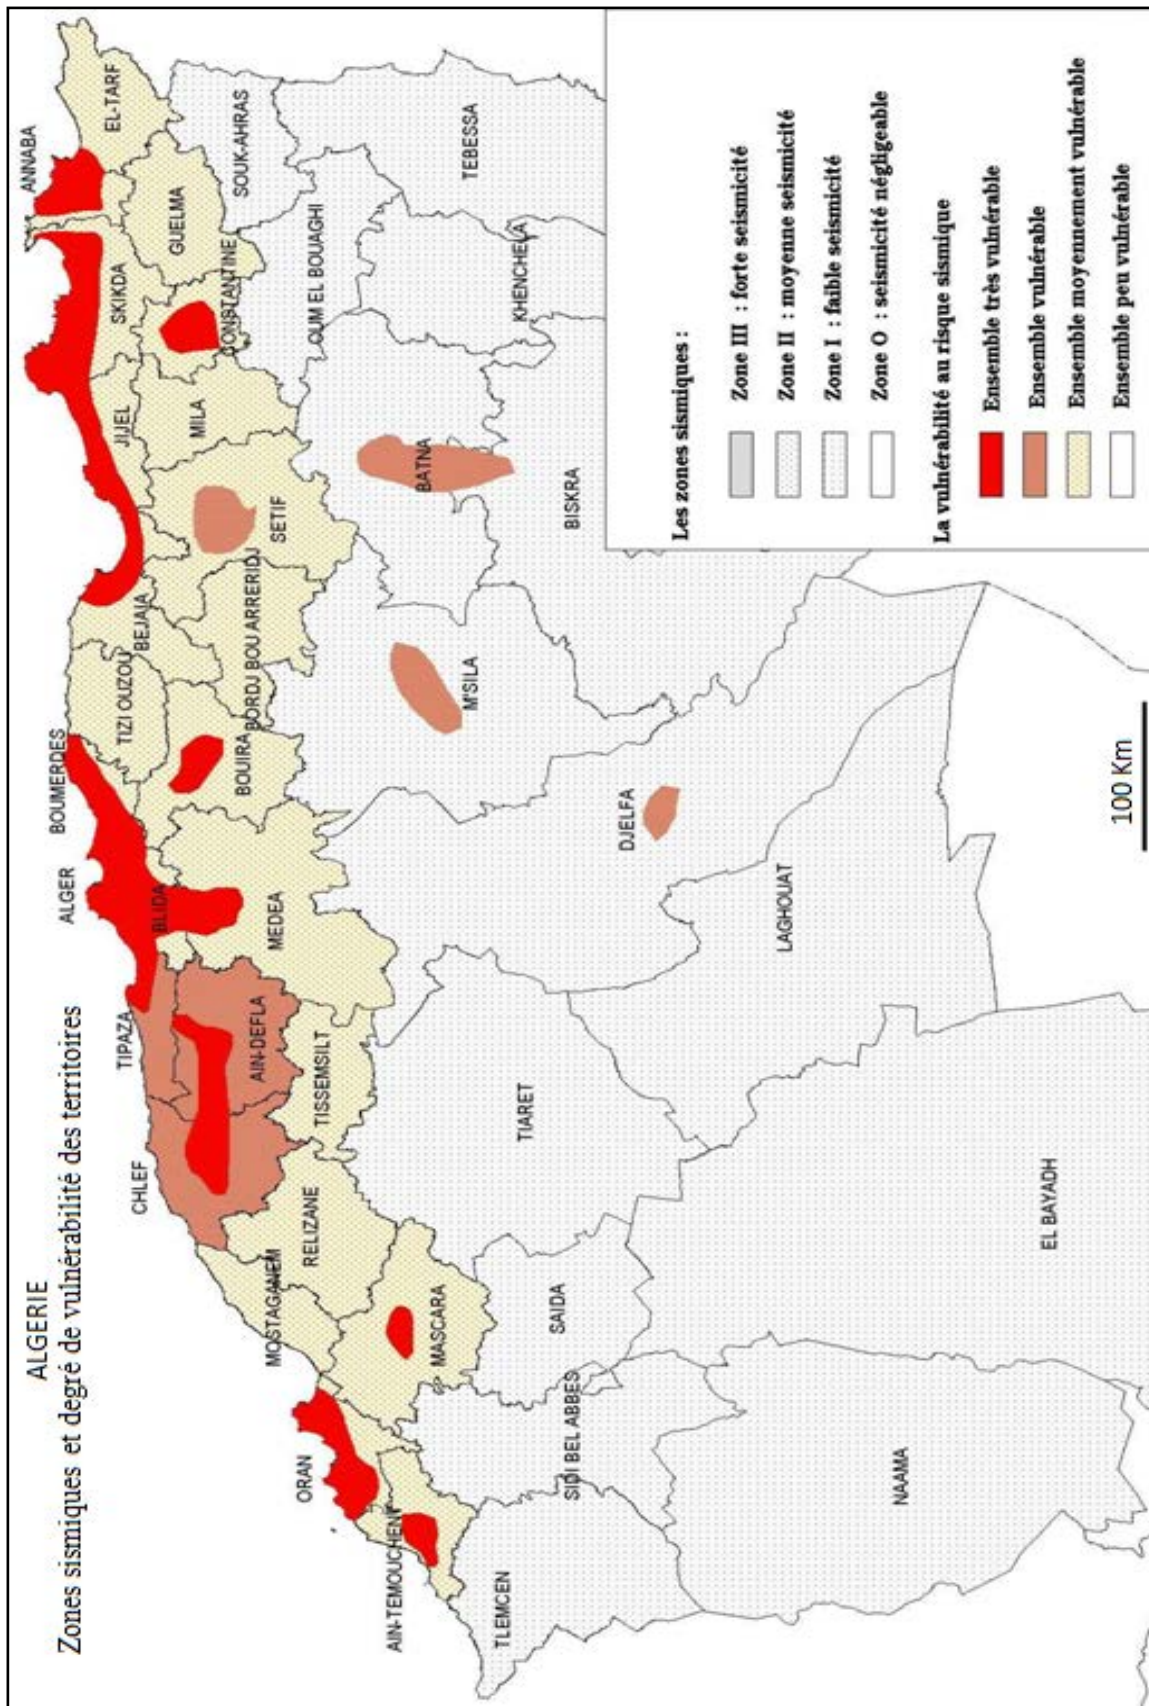 ALGERIE
Zones sismiques et degré de vulnérabilité des territoires
ANNABA
EL-TARF
SKIKDA
GUELMA
SOUK-AHRAS
JIJEL
CONSTANTINE
MILA
OUM EL BOUAGHI
TEBESSA
KHENCHELA
BEJAIA
SETIF
BATNA
BISKRA
TIZI OUZOU
BORDJ BOU ARRERIDJ
BOUMERDES
BOUIRA
M'SILA
ALGER
BLIDA
MEDEA
DJELFA
LAGHOUAT
TIPAZA
AIN-DEFLA
CHLEF
TISSEMSILT
TIARET
RELIZANE
MOSTAGANEM
MASCARA
SAIDA
EL BAYADH
ORAN
SIDI BEL ABBES
AIN-TEMOUCHENT
TLEMCEN
NAAMA
100 Km
Les zones sismiques :
Zone III : forte seismicité
Zone II : moyenne seismicité
Zone I : faible seismicité
Zone O : seismicité négligeable
La vulnérabilité au risque sismique
Ensemble très vulnérable
Ensemble vulnérable
Ensemble moyennement vulnérable
Ensemble peu vulnérable